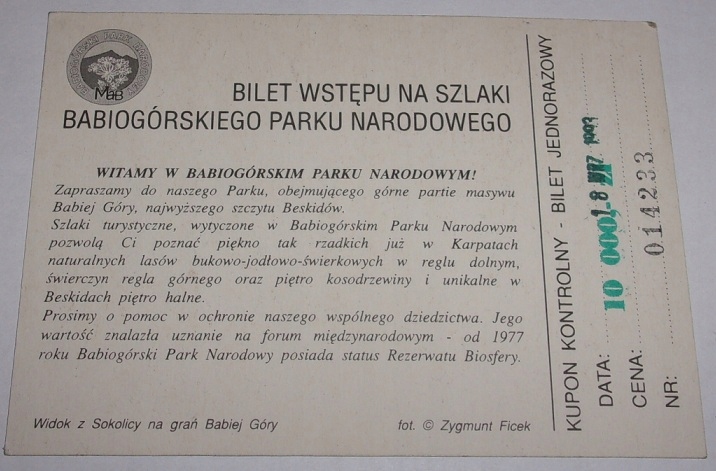 MaB
BILET WSTĘPU NA SZLAKI
BABIOGÓRSKIEGO PARKU NARODOWEGO
WITAMY W BABIOGÓRSKIM PARKU NARODOWYM!
Zapraszamy do naszego Parku, obejmującego górne partie masywu
Babiej Góry, najwyższego szczytu Beskidów.
Szlaki turystyczne, wytyczone w Babiogórskim Parku Narodowym
pozwolą Ci poznać piękno tak rzadkich już w Karpatach
naturalnych lasów bukowo-jodłowo-świerkowych w reglu dolnym,
świerczyn regla górnego oraz piętro kosodrzewiny i unikalne w
Beskidach piętro halne.
Prosimy o pomoc w ochronie naszego wspólnego dziedzictwa. Jego
wartość znalazła uznanie na forum międzynarodowym - od 1977
roku Babiogórski Park Narodowy posiada status Rezerwatu Biosfery.
Widok z Sokolicy na grań Babiej Góry
fot. © Zygmunt Ficek
KUPON KONTROLNY - BILET JEDNORAZOWY
DATA: 1993
CENA: 10 000,-
NR: 014233